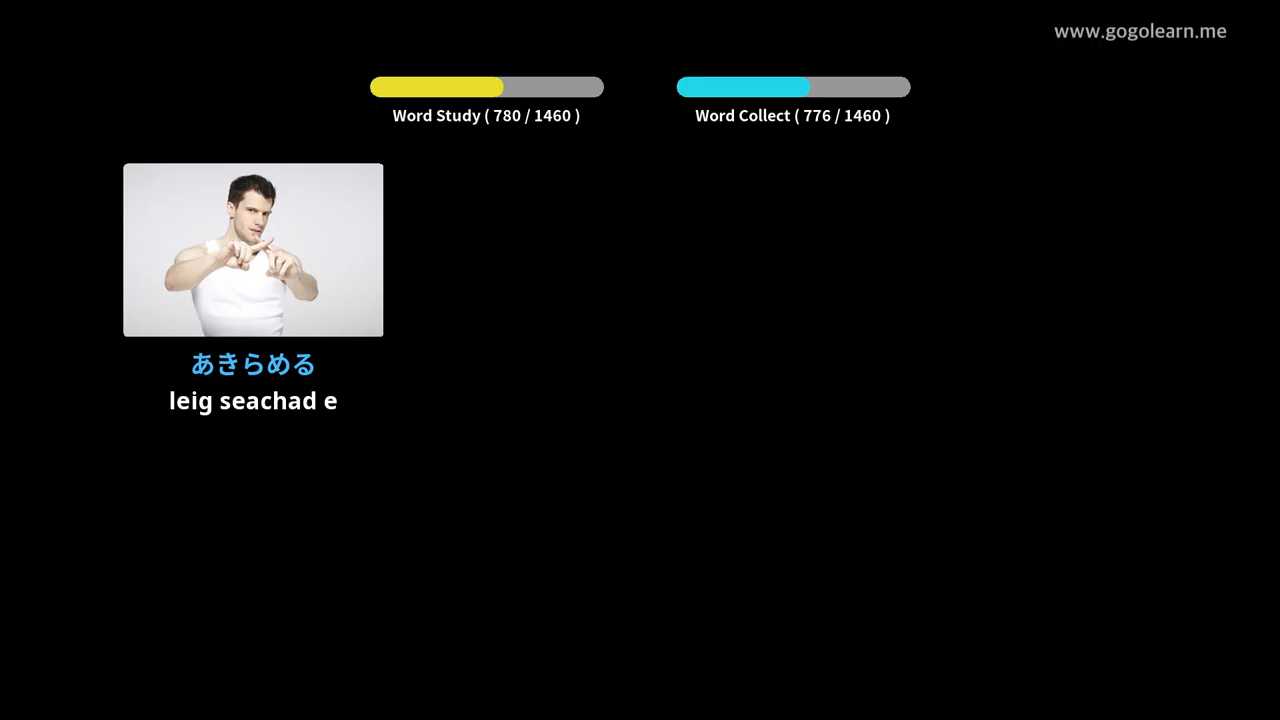 www.gogolearn.me
Word Study ( 780 / 1460 )
Word Collect ( 776 / 1460 )
あきらめる
leig seachad e